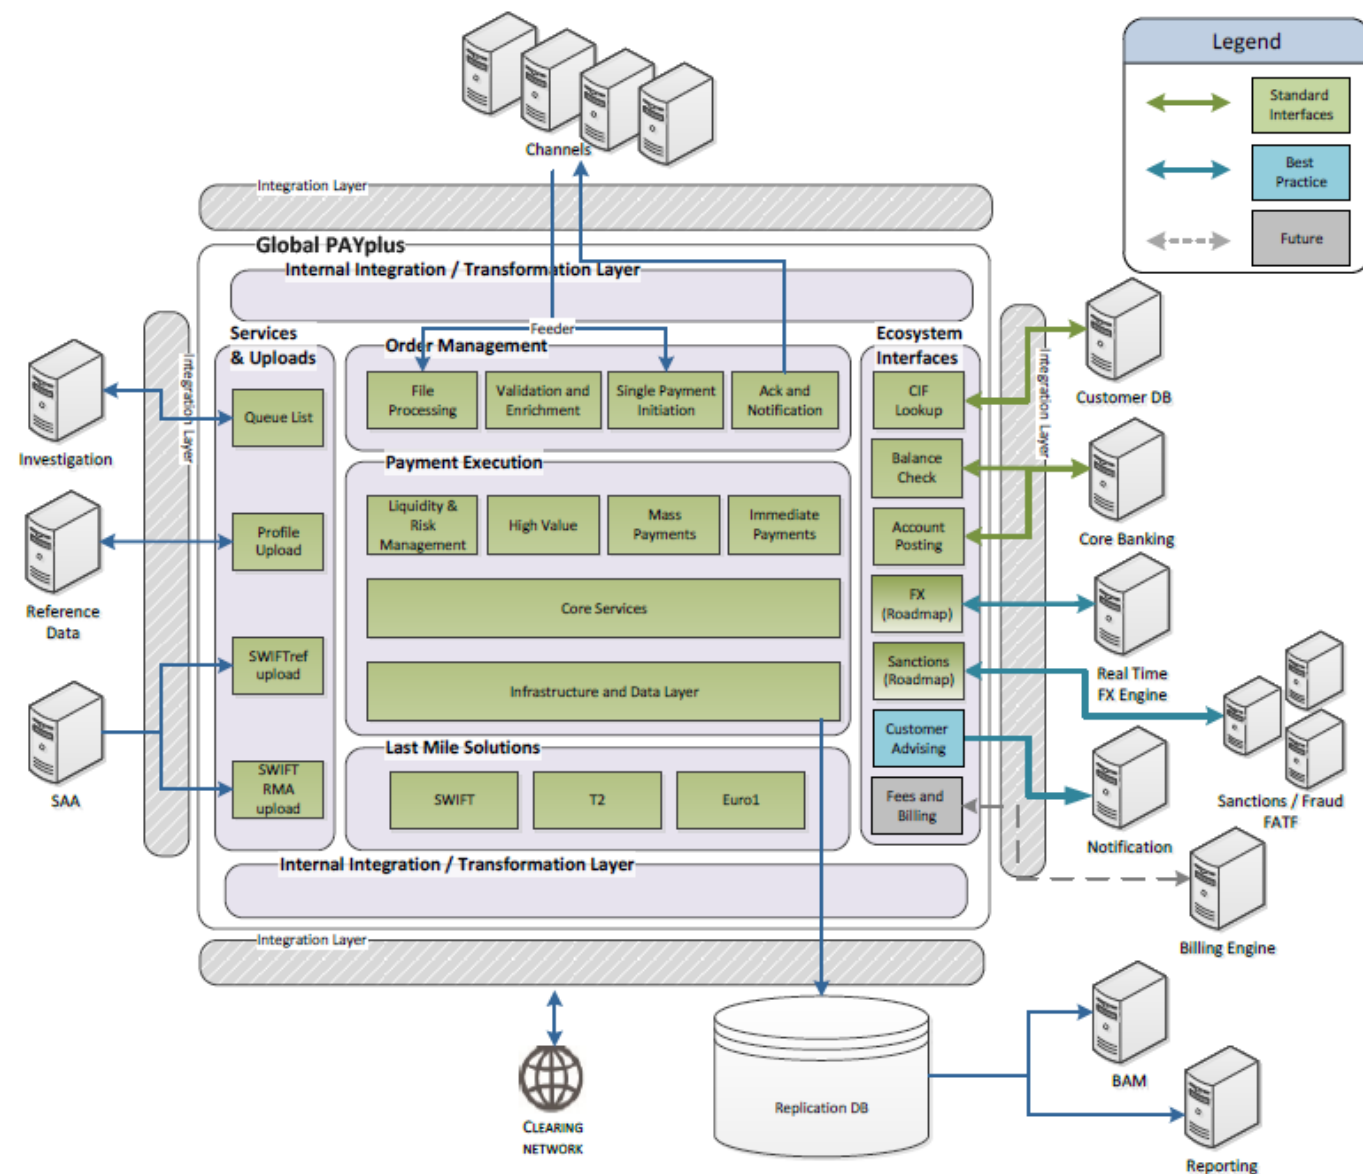 Legend
Standard
Interfaces
Best
Practice
Future
Channels
Integration Layer
Global PAYplus
Internal Integration / Transformation Layer
Feeder
Services
& Uploads
Queue List
Profile
Upload
SWIFTref
upload
SWIFT
RMA
upload
Order Management
File
Processing
Validation and
Enrichment
Single Payment
Initiation
Ack and
Notification
Payment Execution
Liquidity &
Risk
Management
High Value
Mass
Payments
Immediate
Payments
Core Services
Infrastructure and Data Layer
Last Mile Solutions
SWIFT
T2
Euro1
Ecosystem
Interfaces
CIF
Lookup
Balance
Check
Account
Posting
FX
(Roadmap)
Sanctions
(Roadmap)
Customer
Advising
Fees and
Billing
Internal Integration / Transformation Layer
Integration Layer
Integration Layer
Integration Layer
Investigation
Reference
Data
SAA
Customer DB
Core Banking
Real Time
FX Engine
Sanctions / Fraud
FATF
Notification
Billing Engine
BAM
Reporting
Replication DB
CLEARING
NETWORK